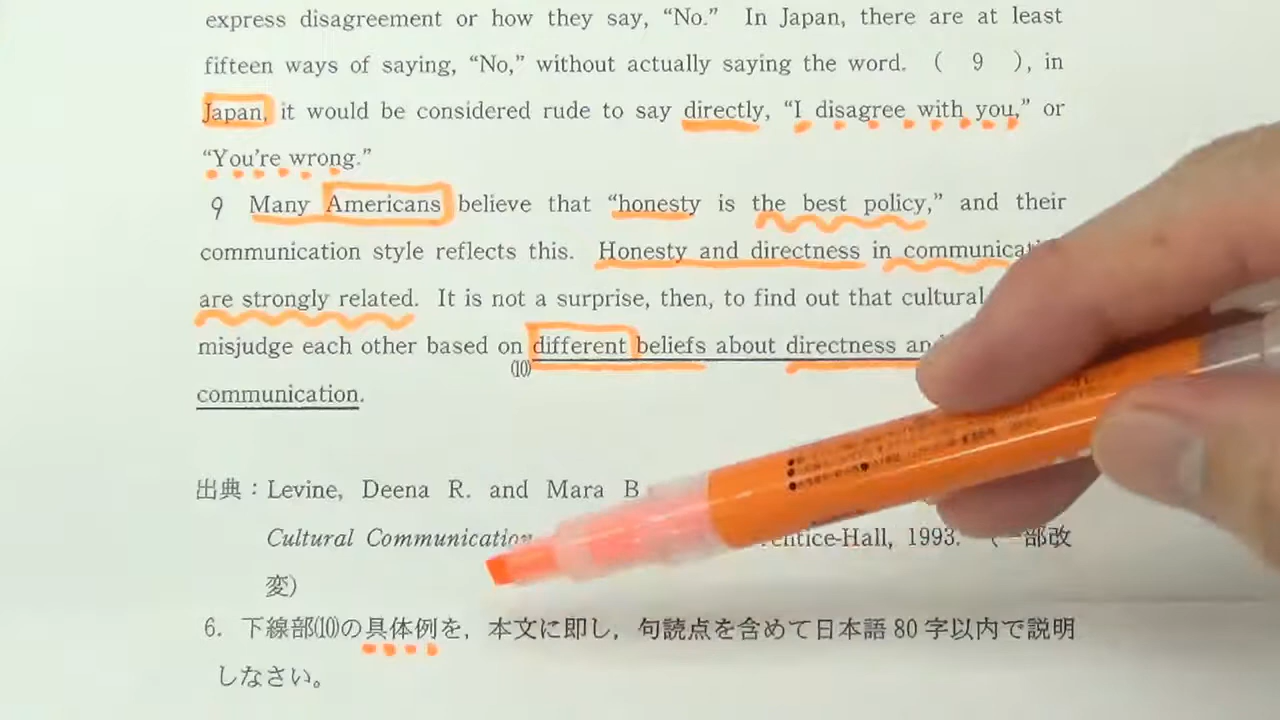 express disagreement or how they say, “No.” In Japan, there are at least
fifteen ways of saying, “No,” without actually saying the word. ( 9 ), in
Japan, it would be considered rude to say directly, “I disagree with you,” or
“You’re wrong.”
9 Many Americans believe that “honesty is the best policy,” and their
communication style reflects this. Honesty and directness in
are strongly related. It is not a surprise, then, to find out that cultural
misjudge each other based on different beliefs about directness
(10)
communication.
出典：Levine, Deena R. and Mara B
Cultural Communication 1993. (一部改
変)
6. 下線部(10)の具体例を，本文に即し，句読点を含めて日本語 80 字以内で説明
しなさい。